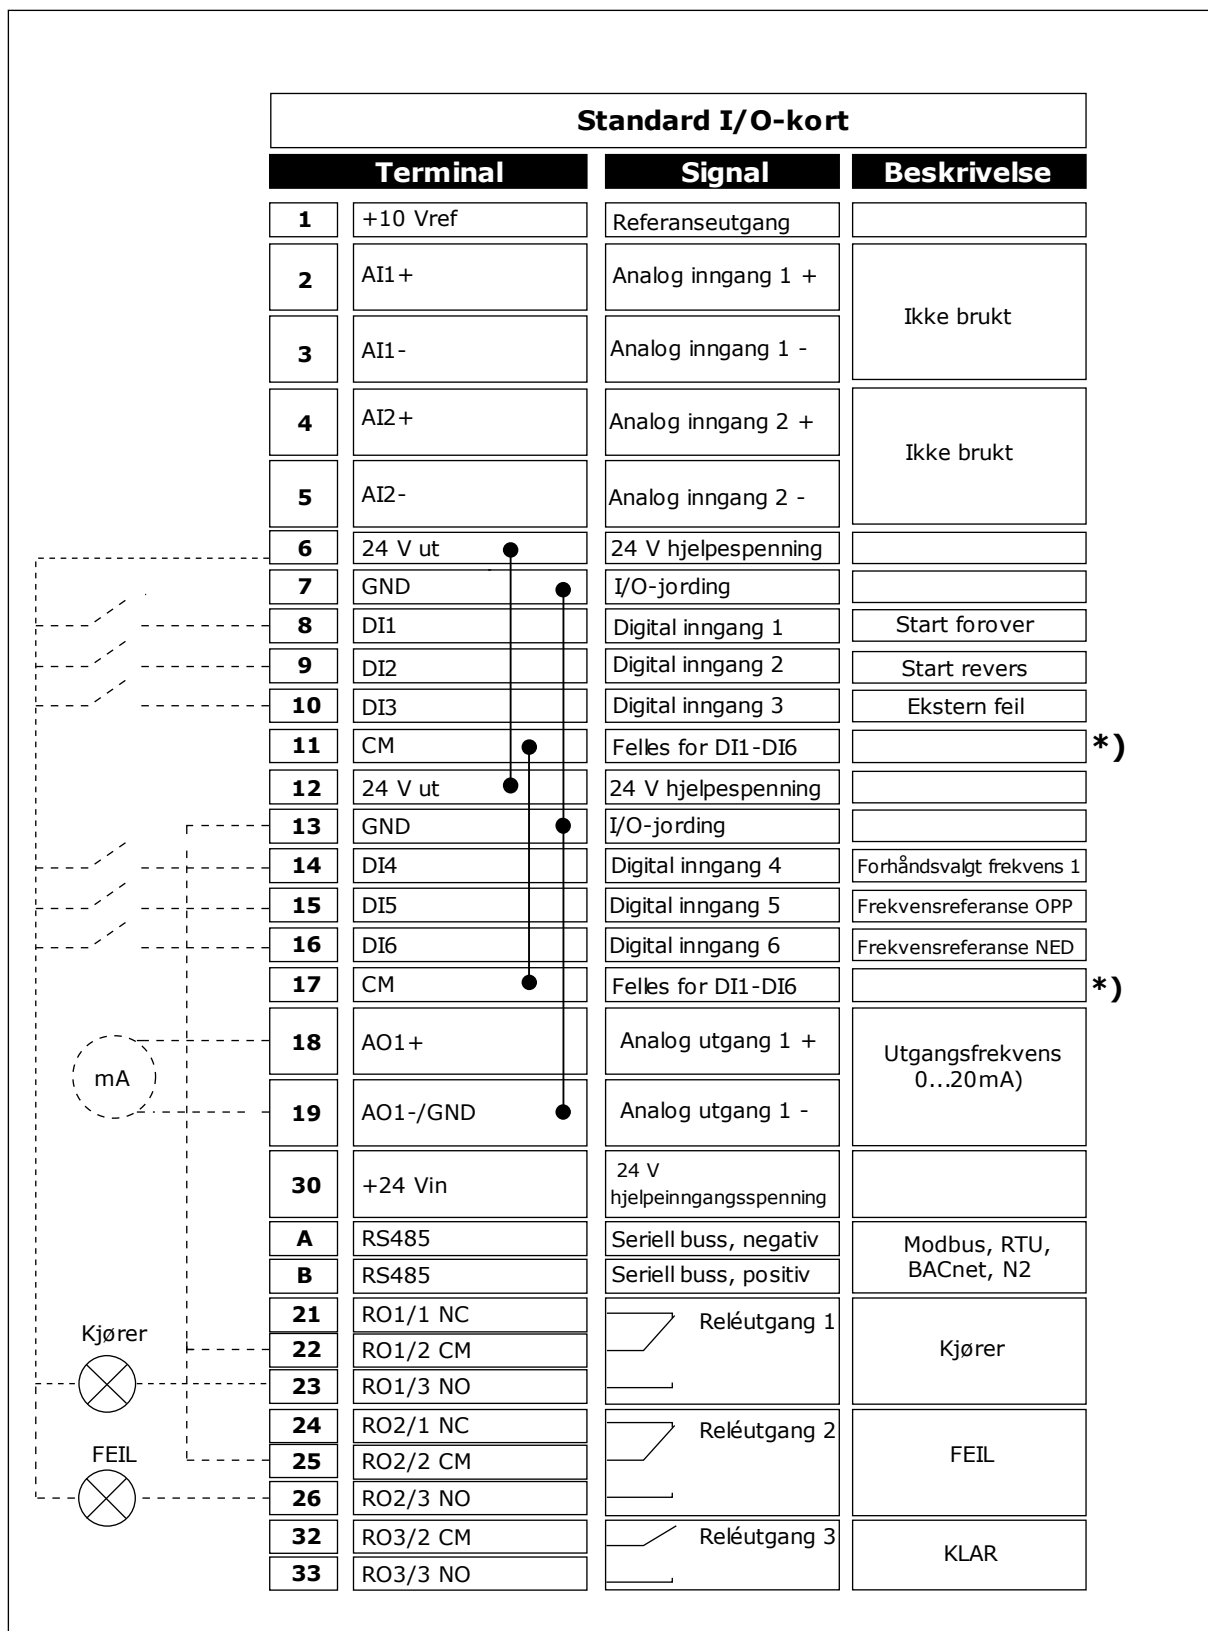 Standard I/O-kort
Terminal Signal Beskrivelse
1 +10 Vref Referanseutgang
2 AI1+ Analog inngang 1 +
Ikke brukt
3 AI1- Analog inngang 1 -
4 AI2+ Analog inngang 2 +
Ikke brukt
5 AI2- Analog inngang 2 -
6 24 V ut 24 V hjelpespenning
7 GND I/O-jording
8 DI1 Digital inngang 1 Start forover
9 DI2 Digital inngang 2 Start revers
10 DI3 Digital inngang 3 Ekstern feil
11 CM Felles for DI1-DI6 *)
12 24 V ut 24 V hjelpespenning
13 GND I/O-jording
14 DI4 Digital inngang 4 Forhåndsvalgt frekvens 1
15 DI5 Digital inngang 5 Frekvensreferanse OPP
16 DI6 Digital inngang 6 Frekvensreferanse NED
17 CM Felles for DI1-DI6 *)
18 AO1+ Analog utgang 1 +
Utgangsfrekvens
0...20mA)
mA
19 AO1-/GND Analog utgang 1 -
30 +24 Vin 24 V
hjelpeinngangsspenning
A RS485 Seriell buss, negativ
Modbus, RTU,
BACnet, N2
B RS485 Seriell buss, positiv
21 RO1/1 NC Reléutgang 1
Kjører
22 RO1/2 CM Kjører
23 RO1/3 NO
24 RO2/1 NC Reléutgang 2
FEIL
25 RO2/2 CM FEIL
26 RO2/3 NO
32 RO3/2 CM Reléutgang 3
KLAR
33 RO3/3 NO